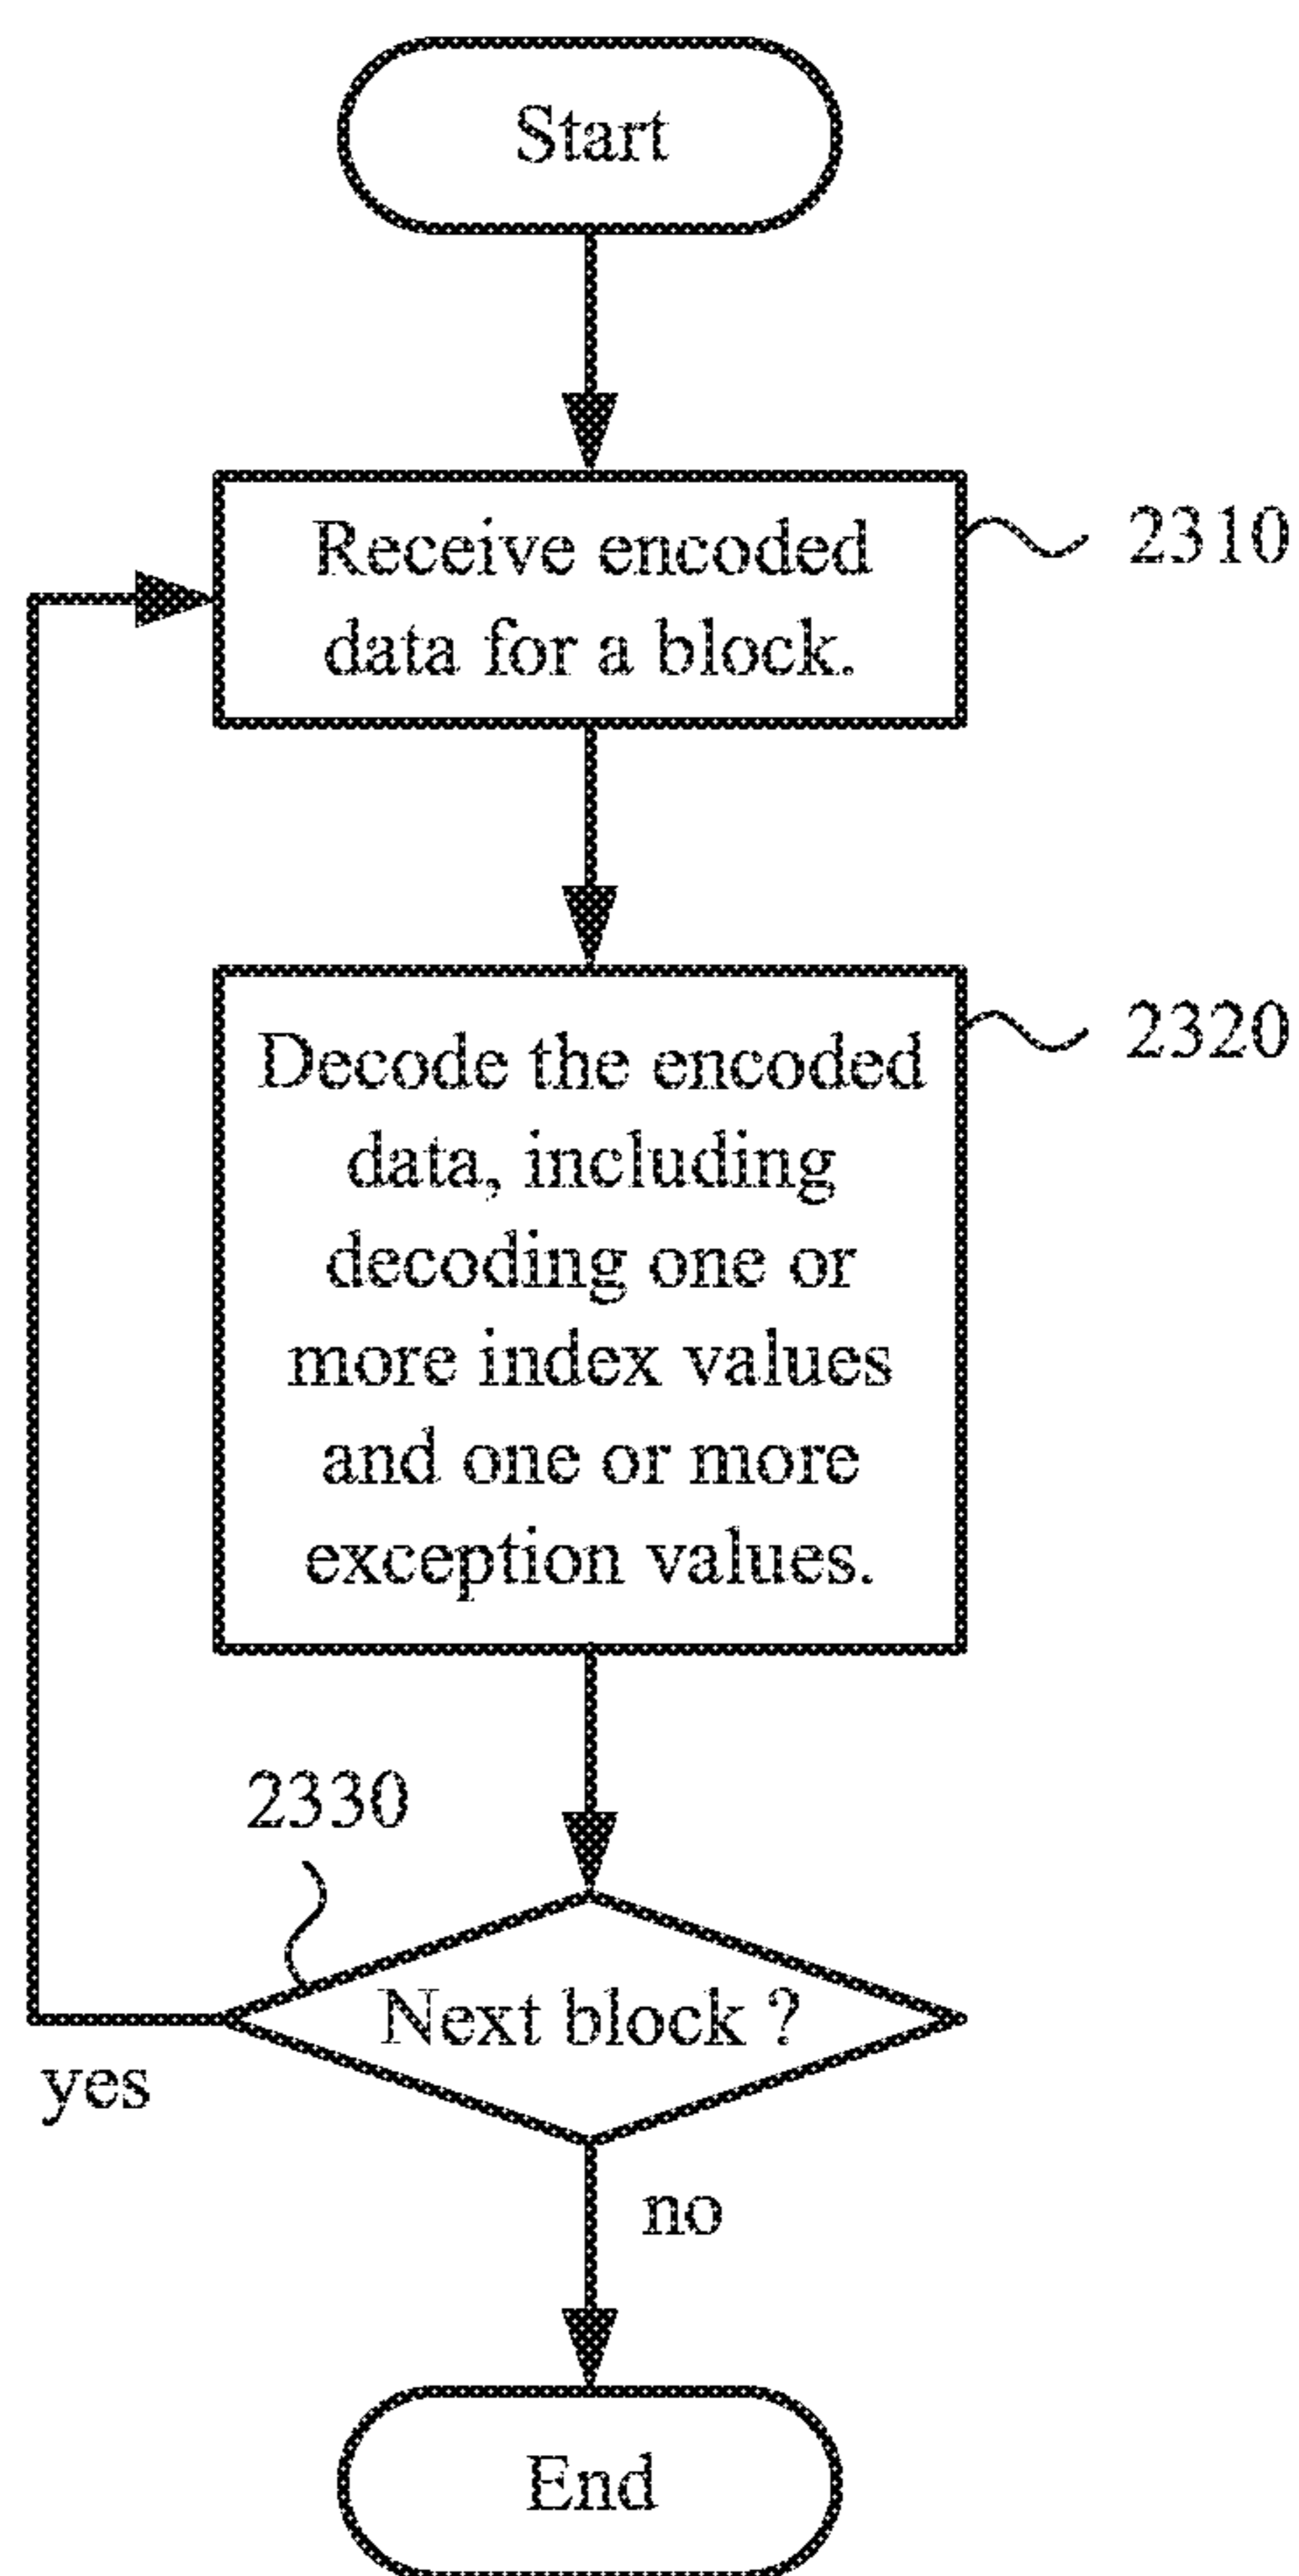 Start
Receive encoded
data for a block.
2310
Decode the encoded
data, including
decoding one or
more index values
and one or more
exception values.
2320
2330
Next block ?
yes
no
End